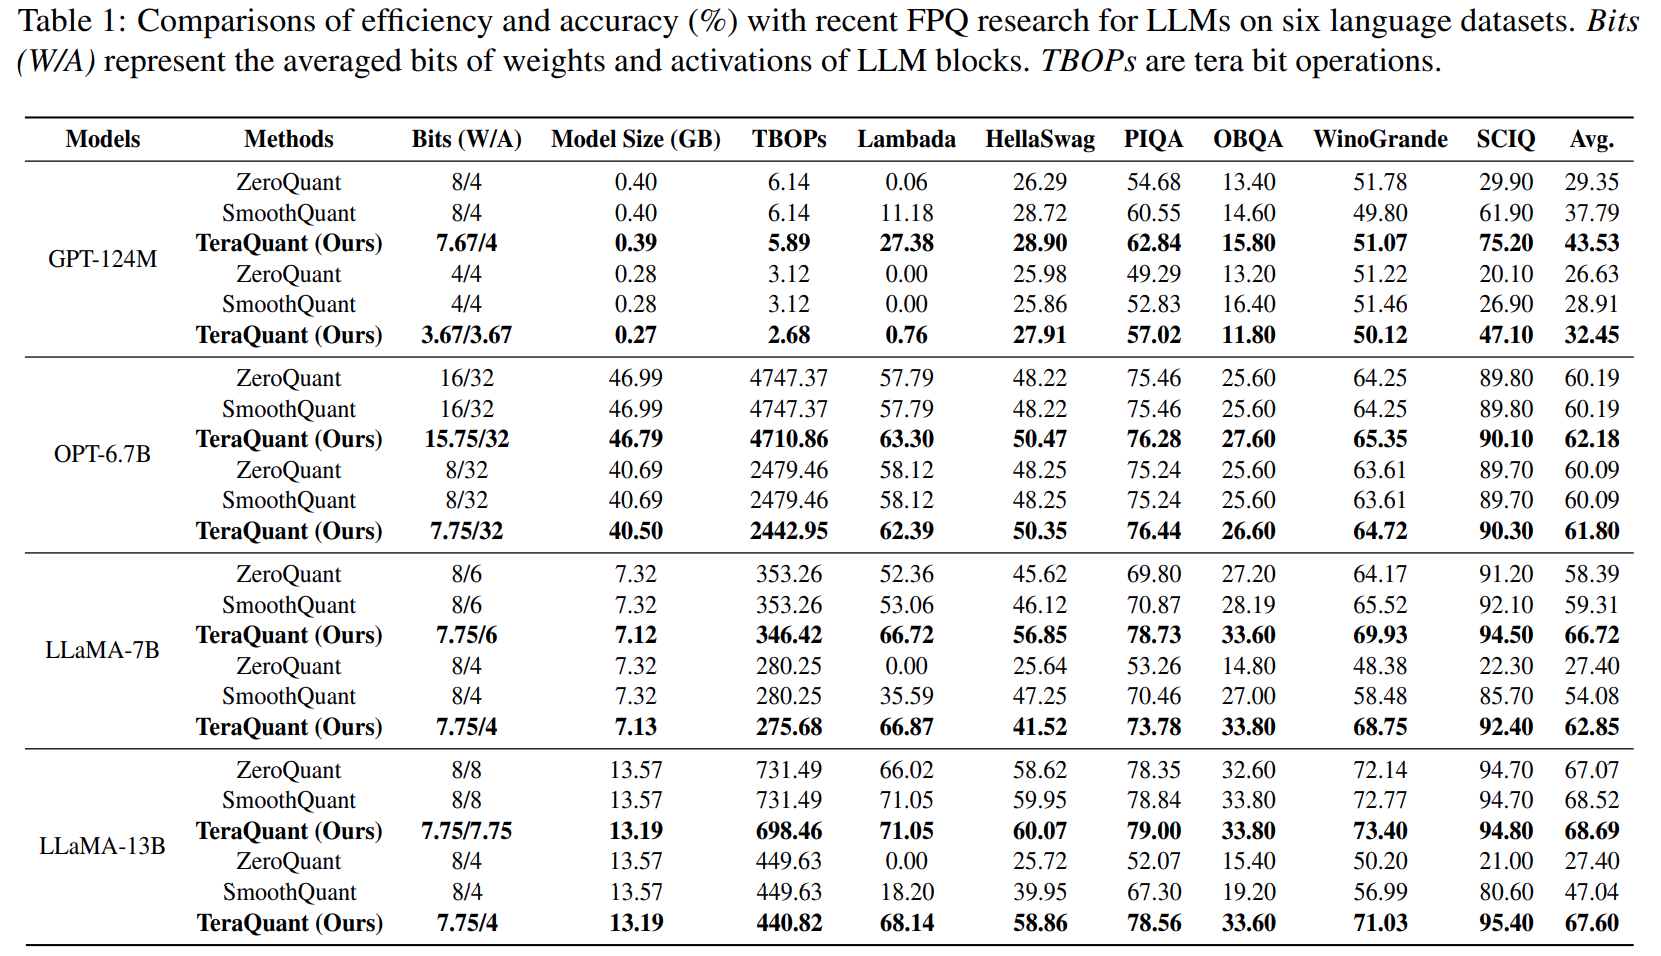 Table 1: Comparisons of efficiency and accuracy (%) with recent FPQ research for LLMs on six language datasets. Bits
(W/A) represent the averaged bits of weights and activations of LLM blocks. TBOPs are tera bit operations.
Models Methods Bits (W/A) Model Size (GB) TBOPs Lambada HellaSwag PIQA OBQA WinoGrande SCIQ Avg.
ZeroQuant 8/4 0.40 6.14 0.06 26.29 54.68 13.40 51.78 29.90 29.35
SmoothQuant 8/4 0.40 6.14 11.18 28.72 60.55 14.60 49.80 61.90 37.79
TeraQuant (Ours) 7.67/4 0.39 5.89 27.38 28.90 62.84 15.80 51.07 75.20 43.53
GPT-124M
ZeroQuant 4/4 0.28 3.12 0.00 25.98 49.29 13.20 51.22 20.10 26.63
SmoothQuant 4/4 0.28 3.12 0.00 25.86 52.83 16.40 51.46 26.90 28.91
TeraQuant (Ours) 3.67/3.67 0.27 2.68 0.76 27.91 57.02 11.80 50.12 47.10 32.45
ZeroQuant 16/32 46.99 4747.37 57.79 48.22 75.46 25.60 64.25 89.80 60.19
SmoothQuant 16/32 46.99 4747.37 57.79 48.22 75.46 25.60 64.25 89.80 60.19
TeraQuant (Ours) 15.75/32 46.79 4710.86 63.30 50.47 76.28 27.60 65.35 90.10 62.18
OPT-6.7B
ZeroQuant 8/32 40.69 2479.46 58.12 48.25 75.24 25.60 63.61 89.70 60.09
SmoothQuant 8/32 40.69 2479.46 58.12 48.25 75.24 25.60 63.61 89.70 60.09
TeraQuant (Ours) 7.75/32 40.50 2442.95 62.39 50.35 76.44 26.60 64.72 90.30 61.80
ZeroQuant 8/6 7.32 353.26 52.36 45.62 69.80 27.20 64.17 91.20 58.39
SmoothQuant 8/6 7.32 353.26 53.06 46.12 70.87 28.19 65.52 92.10 59.31
TeraQuant (Ours) 7.75/6 7.12 346.42 66.72 56.85 78.73 33.60 69.93 94.50 66.72
LLaMA-7B
ZeroQuant 8/4 7.32 280.25 0.00 25.64 53.26 14.80 48.38 22.30 27.40
SmoothQuant 8/4 7.32 280.25 35.59 47.25 70.46 27.00 58.48 85.70 54.08
TeraQuant (Ours) 7.75/4 7.13 275.68 66.87 41.52 73.78 33.80 68.75 92.40 62.85
ZeroQuant 8/8 13.57 731.49 66.02 58.62 78.35 32.60 72.14 94.70 67.07
SmoothQuant 8/8 13.57 731.49 71.05 59.95 78.84 33.80 72.77 94.70 68.52
TeraQuant (Ours) 7.75/7.75 13.19 698.46 71.05 60.07 79.00 33.80 73.40 94.80 68.69
LLaMA-13B
ZeroQuant 8/4 13.57 449.63 0.00 25.72 52.07 15.40 50.20 21.00 27.40
SmoothQuant 8/4 13.57 449.63 18.20 39.95 67.30 19.20 56.99 80.60 47.04
TeraQuant (Ours) 7.75/4 13.19 440.82 68.14 58.86 78.56 33.60 71.03 95.40 67.60